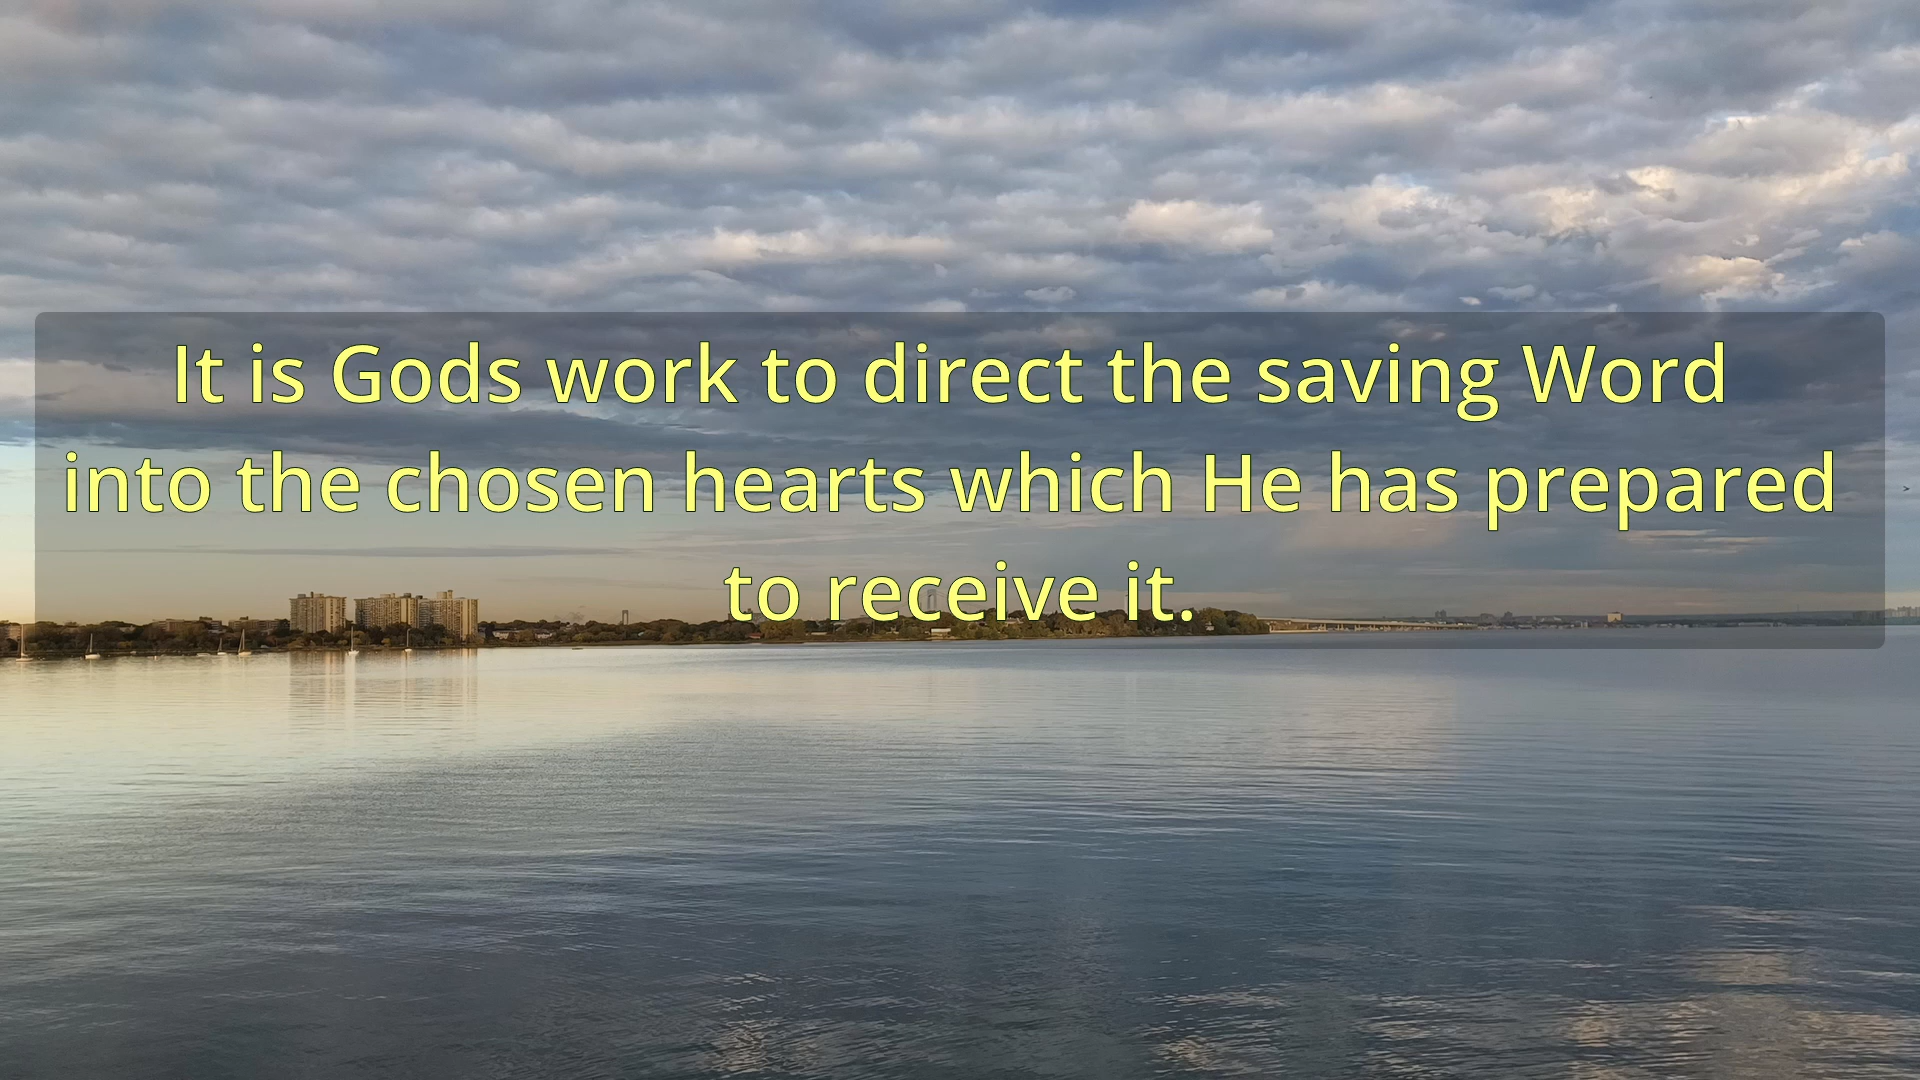 It is Gods work to direct the saving Word
into the chosen hearts which He has prepared
to receive it.